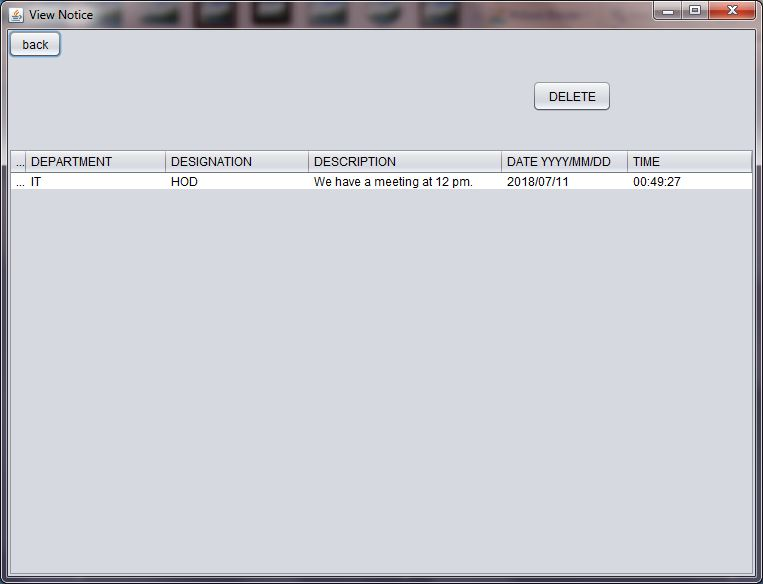 View Notice
back
DELETE
... DEPARTMENT DESIGNATION DESCRIPTION DATE YYYY/MM/DD TIME
... IT HOD We have a meeting at 12 pm. 2018/07/11 00:49:27